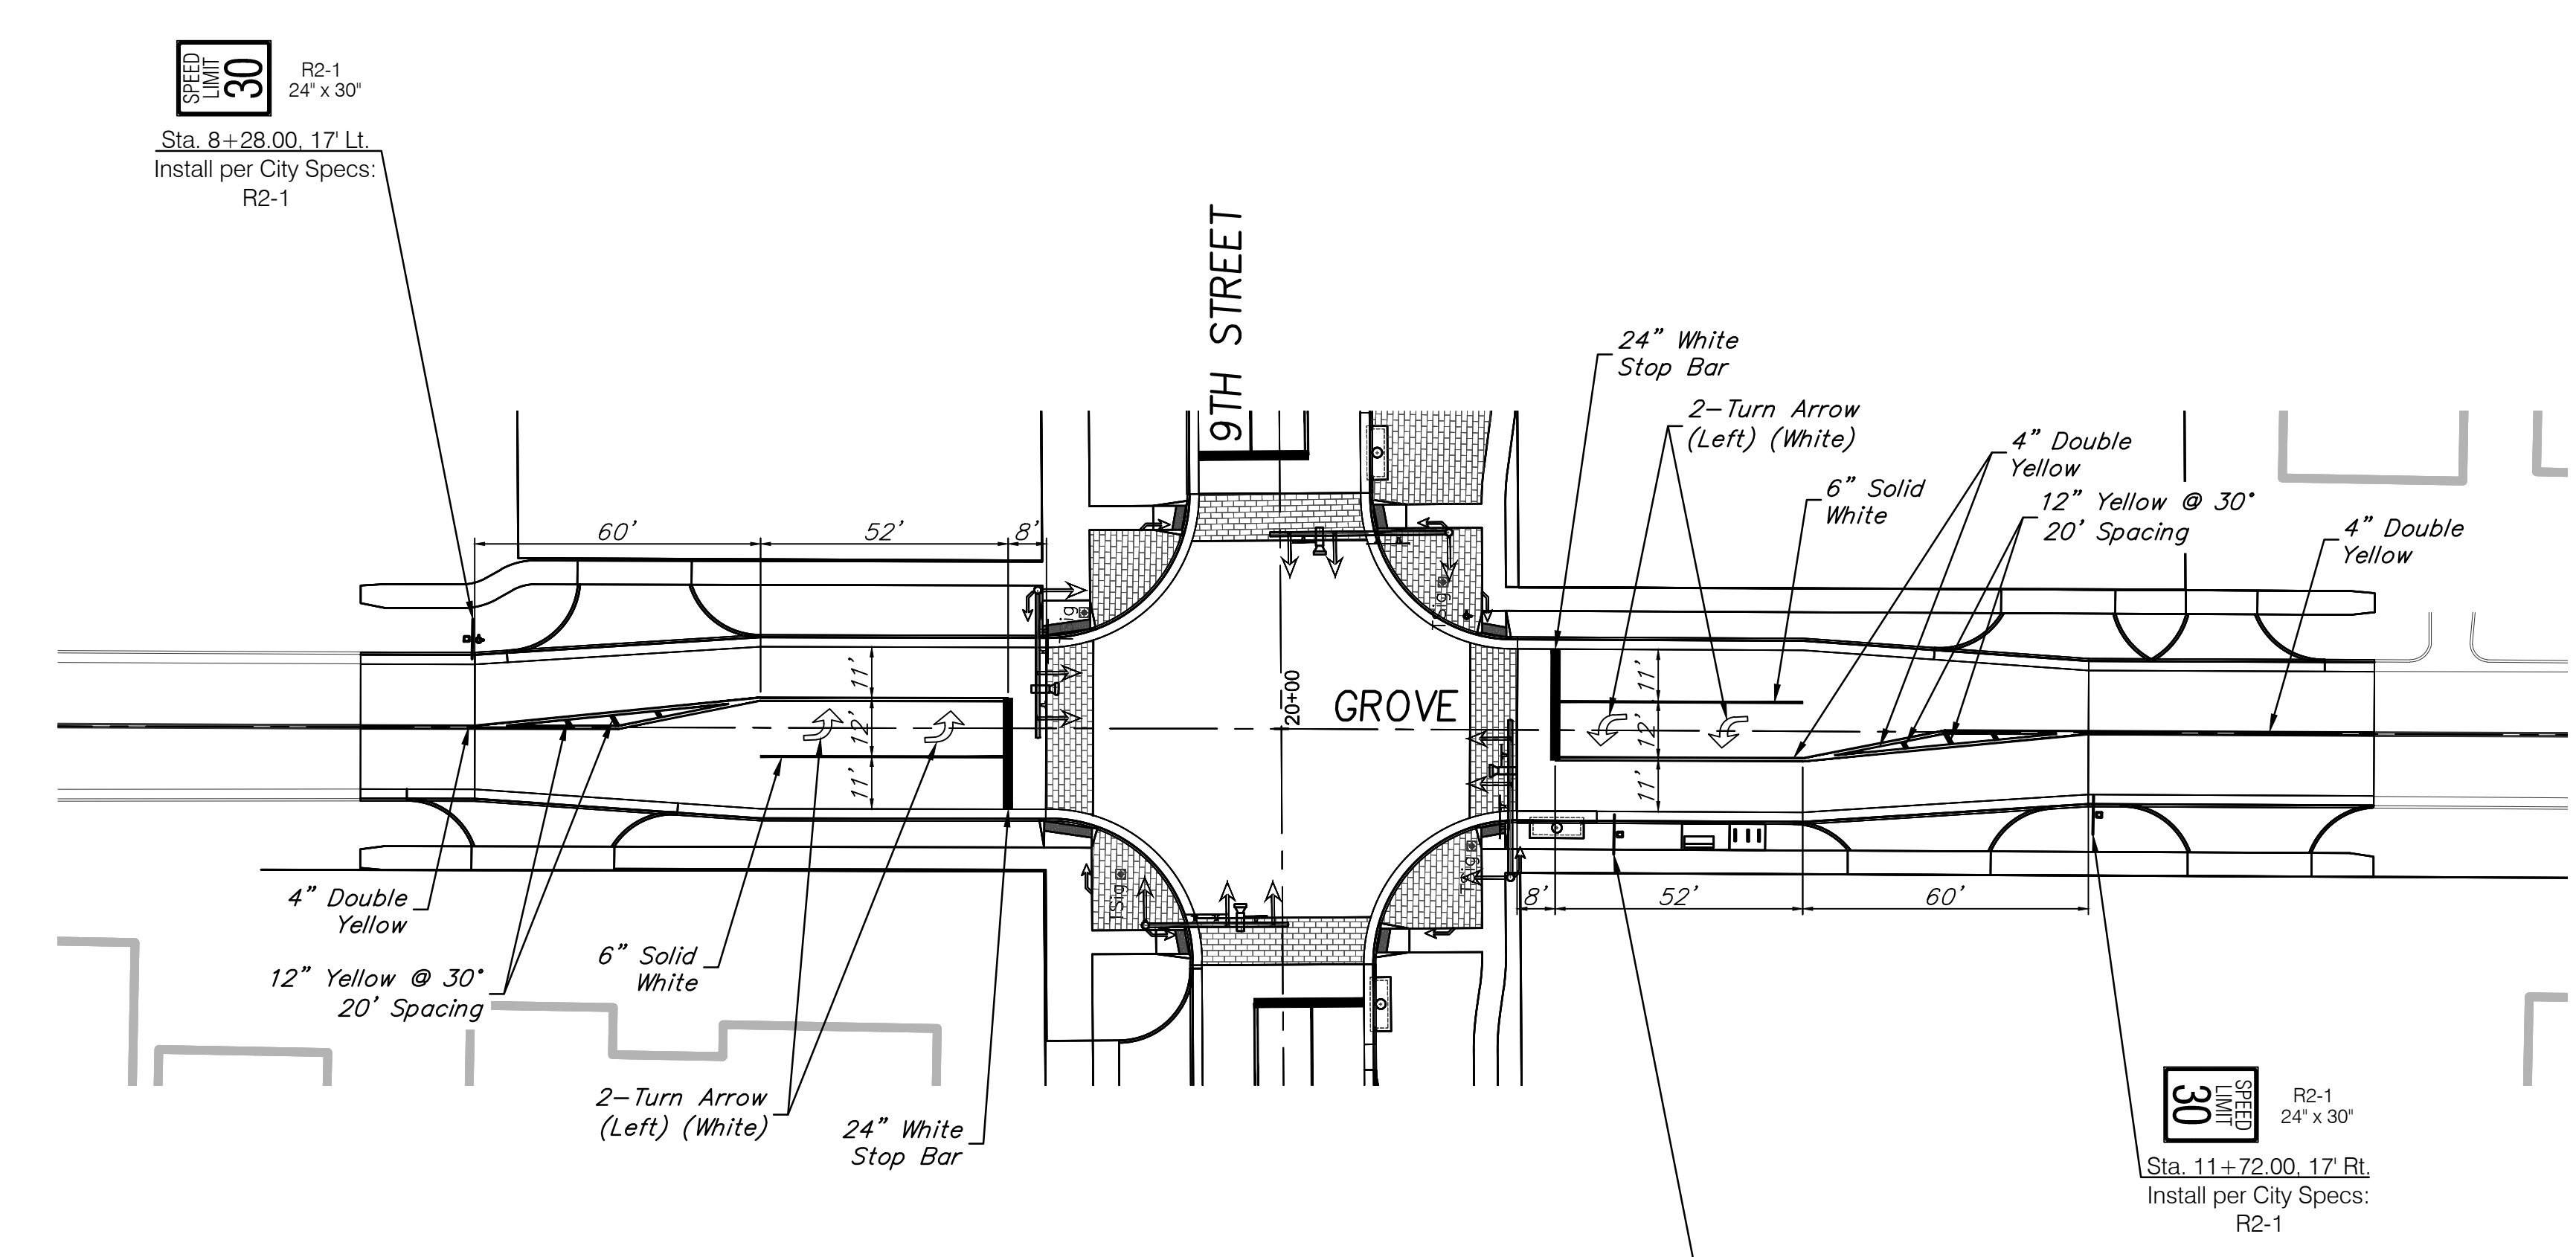 SPEED
LIMIT
30
R2-1
24" x 30"
Sta. 8+28.00, 17' Lt.
Install per City Specs:
R2-1
9TH STREET
24” White
Stop Bar
2-Turn Arrow
(Left) (White)
4” Double
Yellow
6” Solid
White
12” Yellow @ 30°
20’ Spacing
4” Double
Yellow
60’
52’
8’
TSig
TSig
11’
12’
11’
20+00
GROVE
11’
12’
11’
TSig
TSig
8’
52’
60’
4” Double
Yellow
6” Solid
White
12” Yellow @ 30°
20’ Spacing
2-Turn Arrow
(Left) (White)
24” White
Stop Bar
SPEED
LIMIT
30
R2-1
24" x 30"
Sta. 11+72.00, 17' Rt.
Install per City Specs:
R2-1